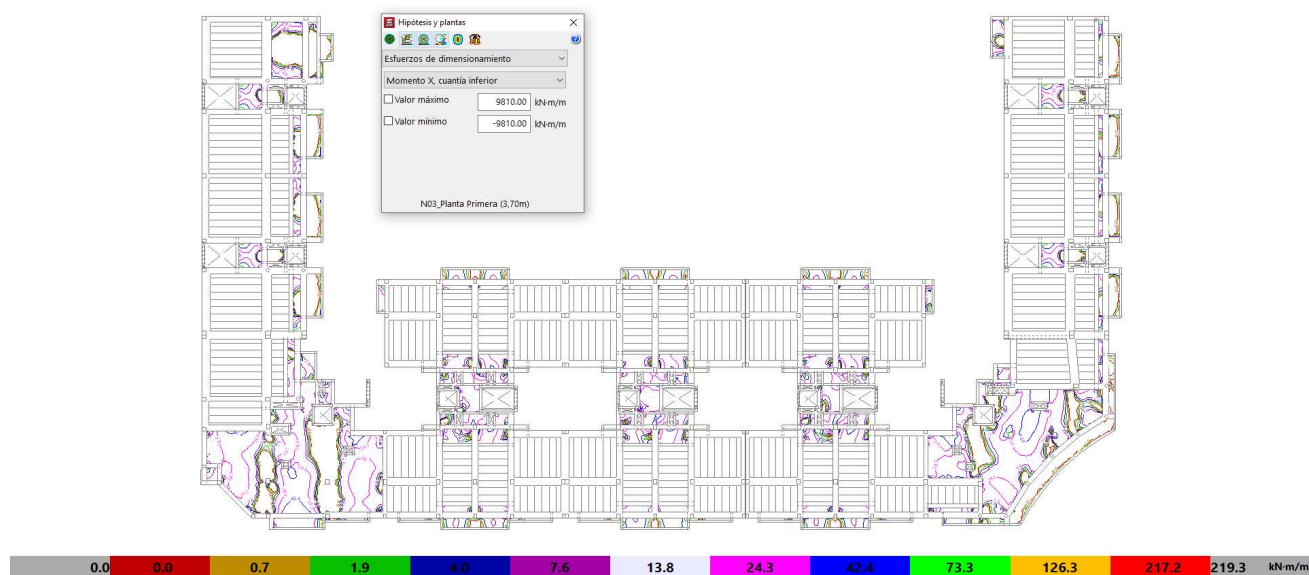 Hipótesis y plantas
Esfuerzos de dimensionamiento
Momento X, cuantía inferior
Valor máximo 9810.00 kN·m/m
Valor mínimo -9810.00 kN·m/m
N03_Planta Primera (3,70m)
0.0 0.0 0.7 1.9 4.0 7.6 13.8 24.3 42.4 73.3 126.3 217.2 219.3 kN·m/m